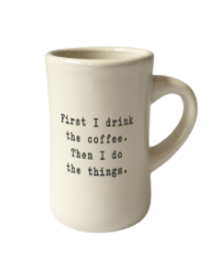 First I drink
the coffee.
Then I do
the things.